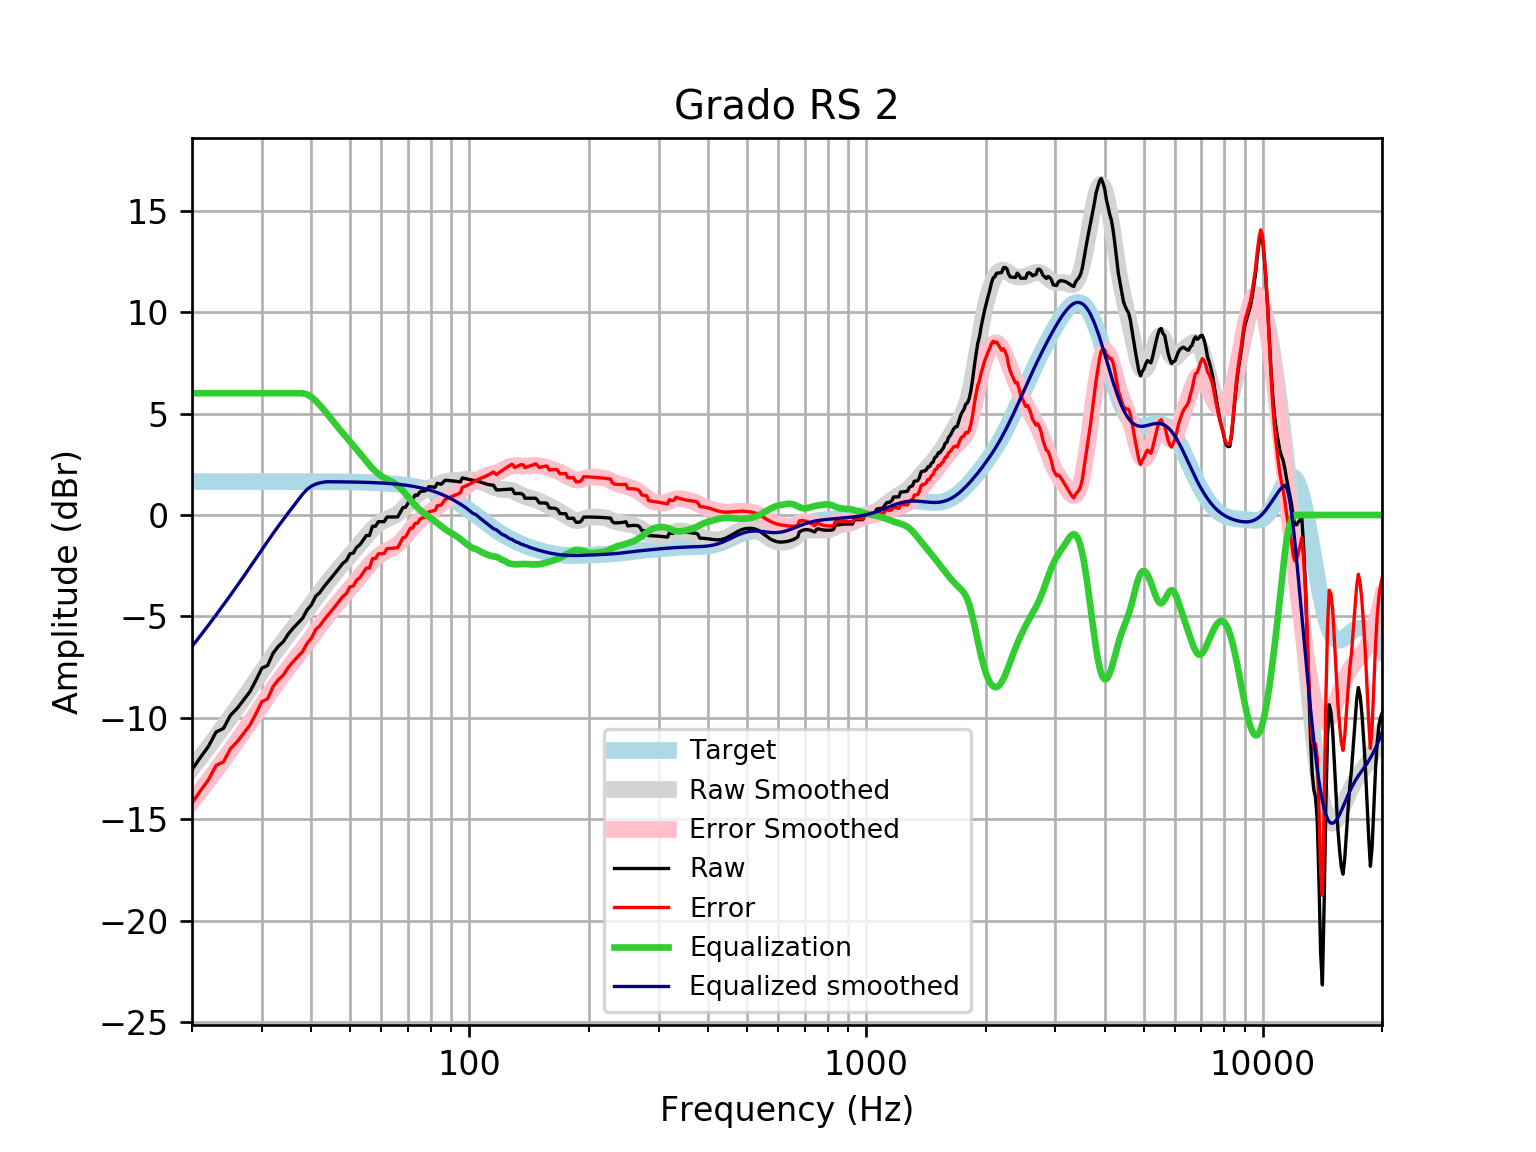 Grado RS 2
Amplitude (dBr)
15
10
5
0
−5
−10
−15
−20
−25
Target
Raw Smoothed
Error Smoothed
Raw
Error
Equalization
Equalized smoothed
100
1000
10000
Frequency (Hz)